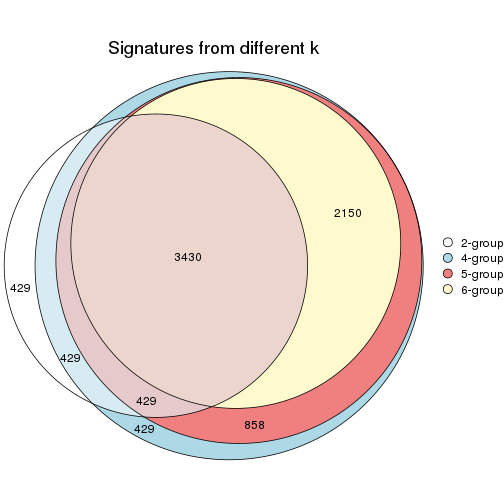 Signatures from different k
2150
2-group
4-group
5-group
6-group
3430
429
429
429
429
858